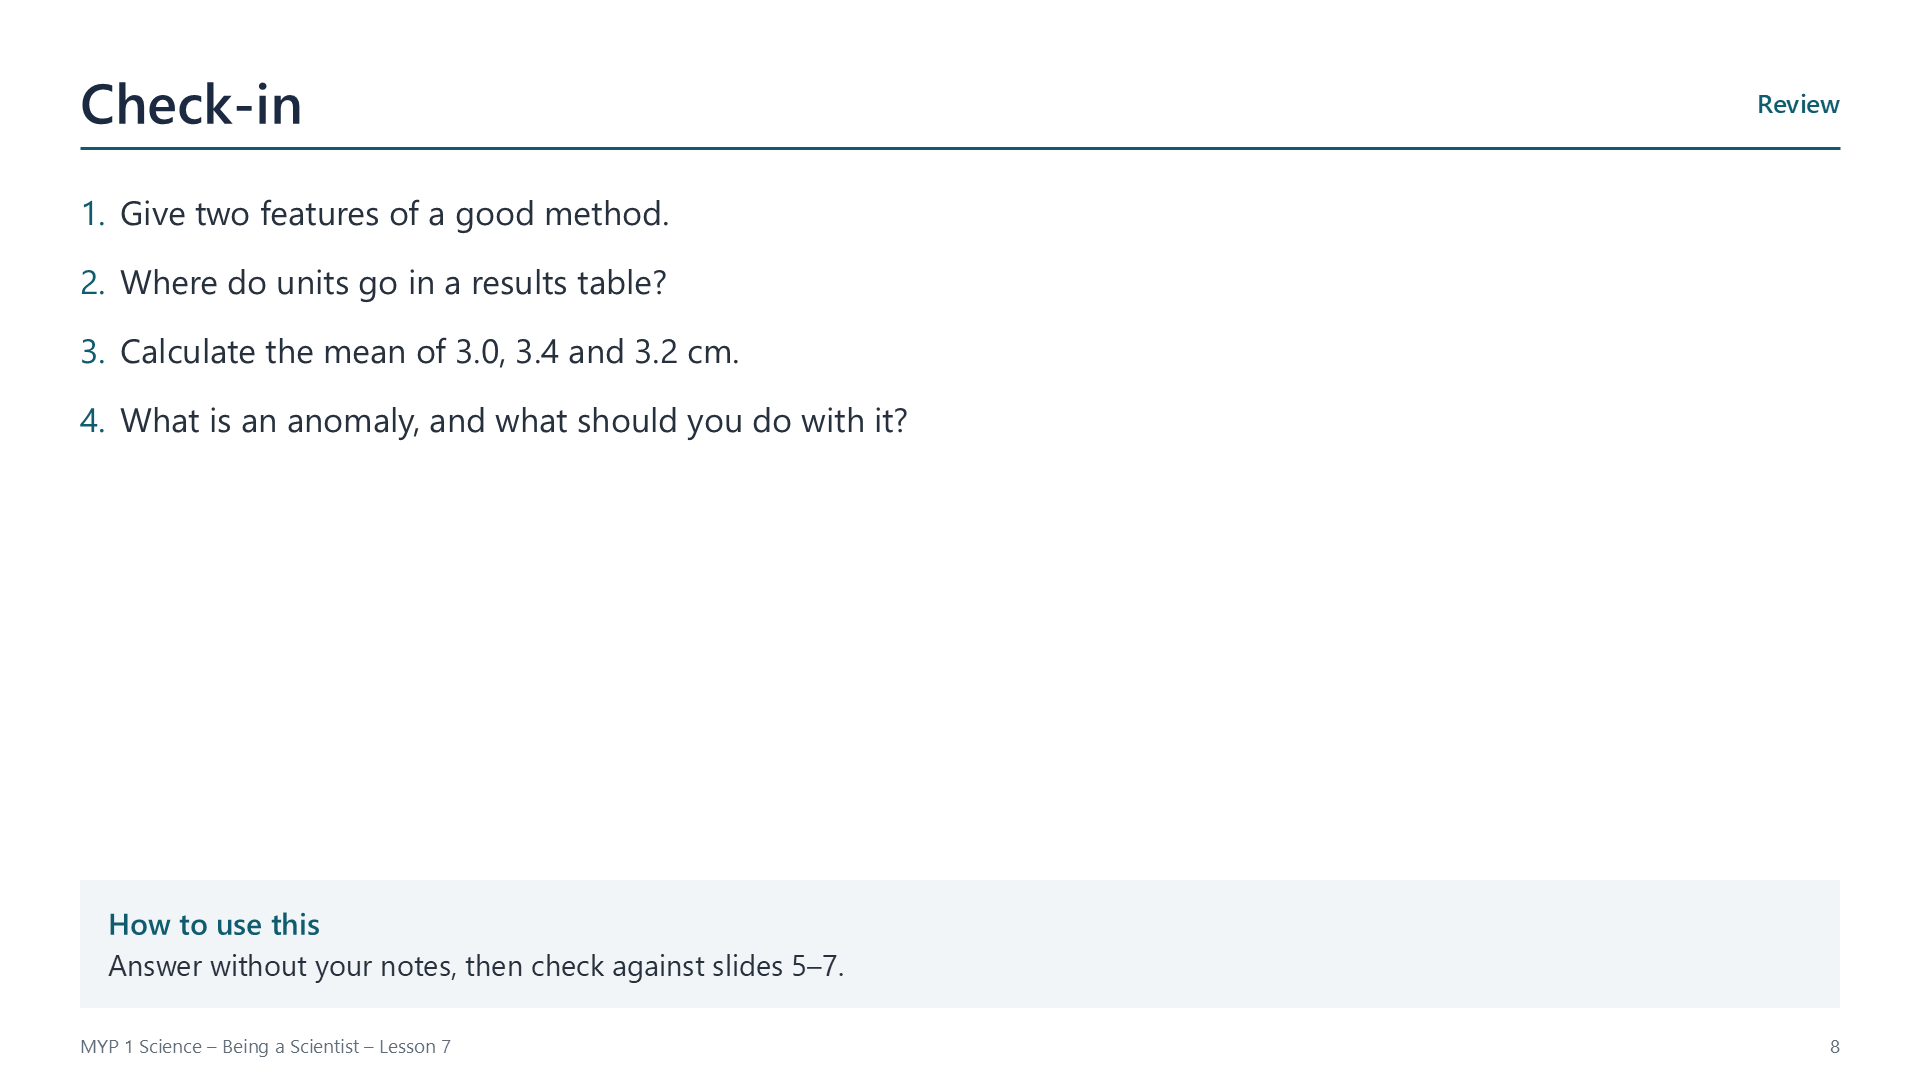 Check-in
Review
1. Give two features of a good method.
2. Where do units go in a results table?
3. Calculate the mean of 3.0, 3.4 and 3.2 cm.
4. What is an anomaly, and what should you do with it?
How to use this
Answer without your notes, then check against slides 5–7.
MYP 1 Science – Being a Scientist – Lesson 7
8